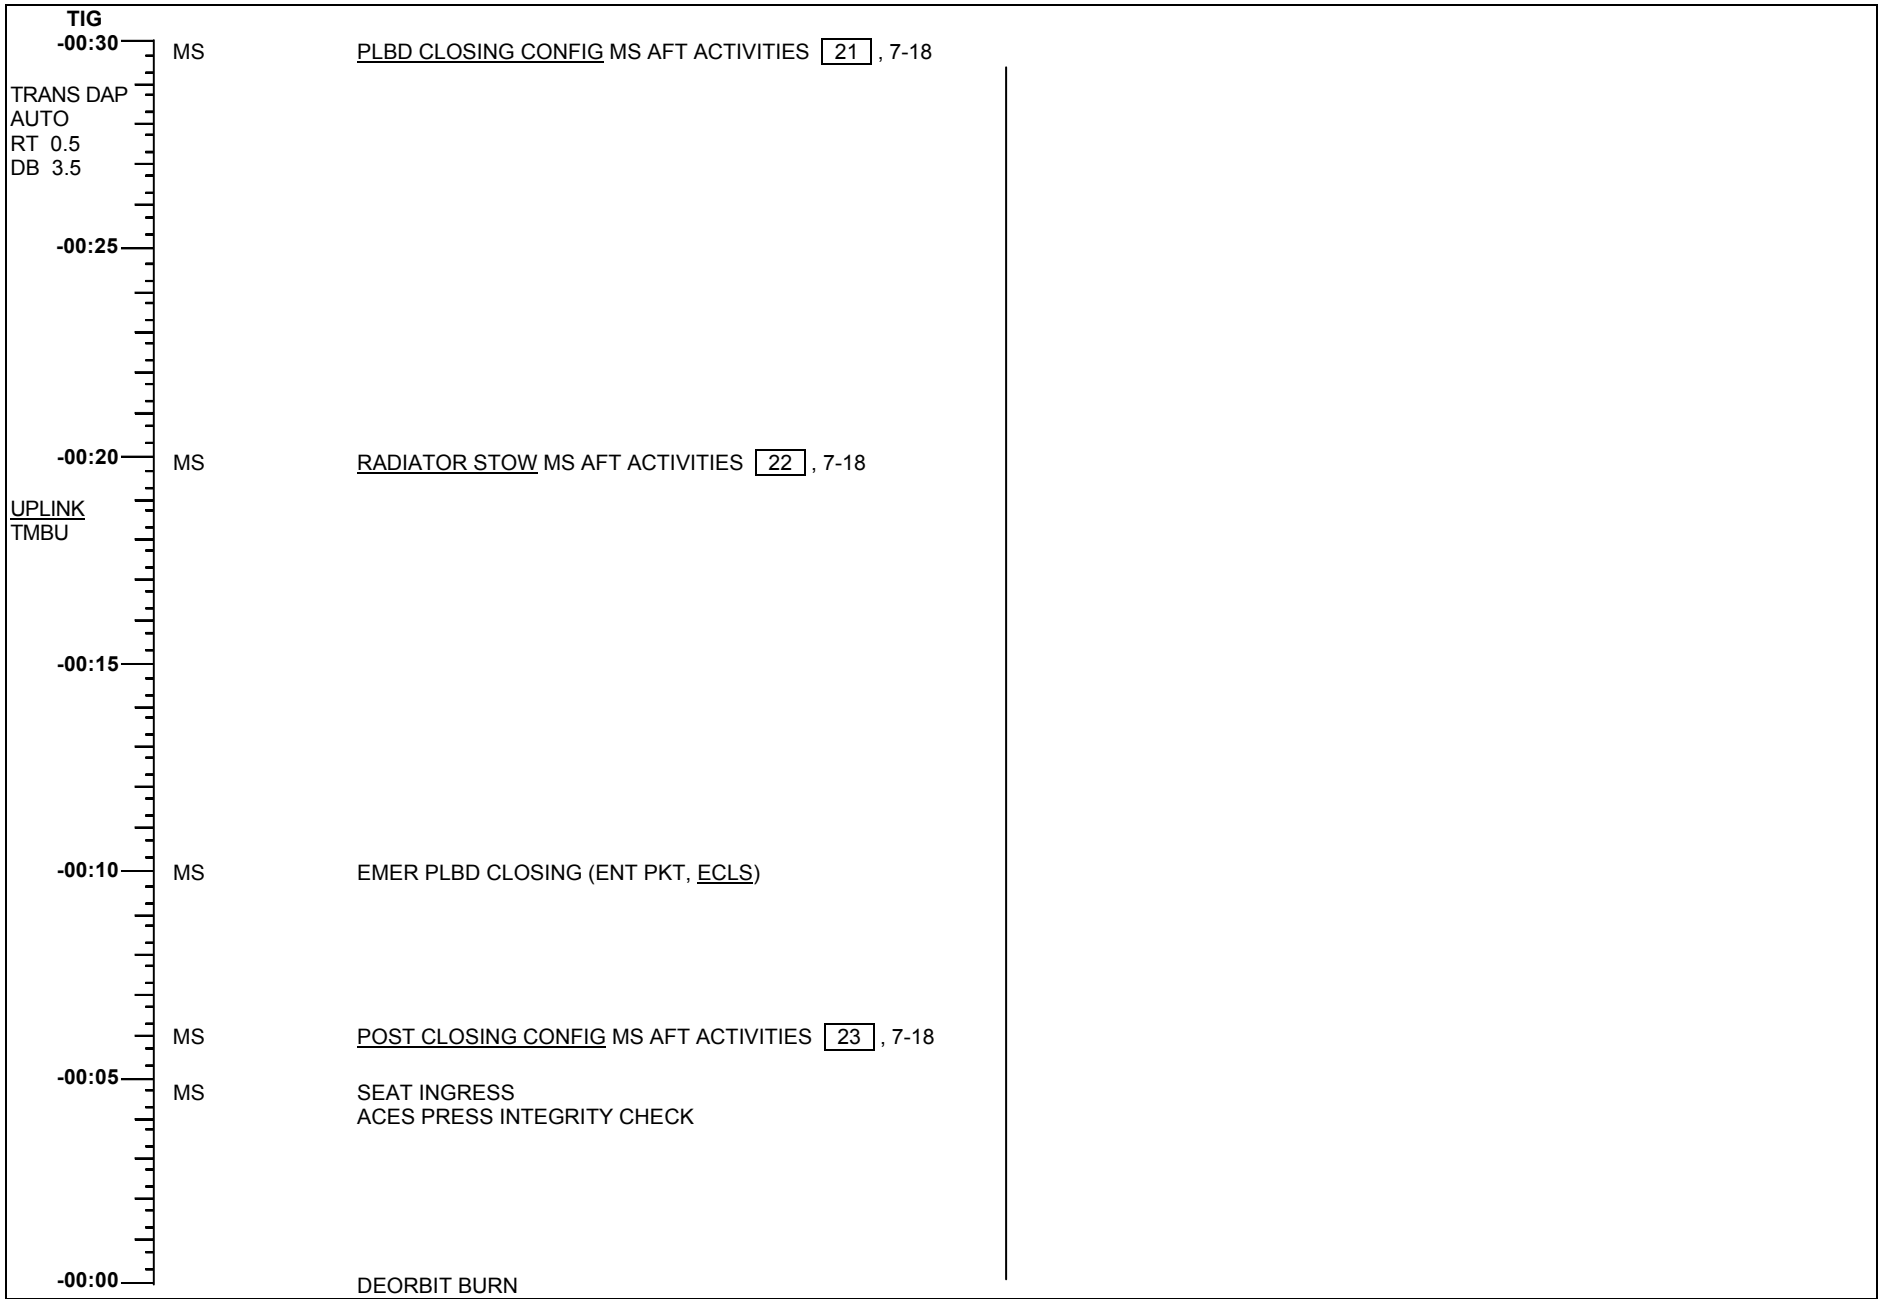 TIG
-00:30
MS PLBD CLOSING CONFIG MS AFT ACTIVITIES 21 , 7-18
TRANS DAP
AUTO
RT 0.5
DB 3.5
-00:25
-00:20
MS RADIATOR STOW MS AFT ACTIVITIES 22 , 7-18
UPLINK
TMBU
-00:15
-00:10
MS EMER PLBD CLOSING (ENT PKT, ECLS)
MS POST CLOSING CONFIG MS AFT ACTIVITIES 23 , 7-18
-00:05
MS SEAT INGRESS
ACES PRESS INTEGRITY CHECK
-00:00
DEORBIT BURN